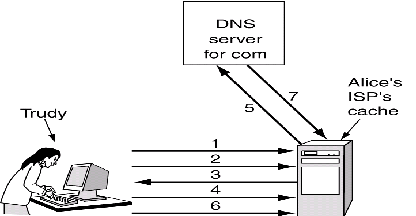 DNS
server
for com
Alice's
ISP's
cache
Trudy
5
7
1
2
3
4
6